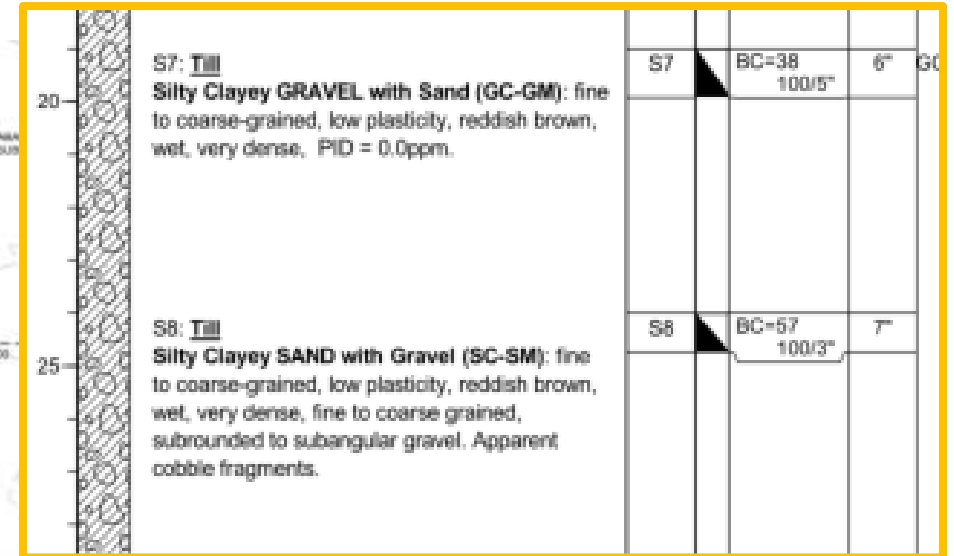 S7: Till
Silty Clayey GRAVEL with Sand (GC-GM): fine
to coarse-grained, low plasticity, reddish brown,
wet, very dense, PID = 0.0ppm.
S7
BC=38
100/5"
6"
20
S8: Till
Silty Clayey SAND with Gravel (SC-SM): fine
to coarse-grained, low plasticity, reddish brown,
wet, very dense, fine to coarse grained,
subrounded to subangular gravel. Apparent
cobble fragments.
S8
BC=57
100/3"
7"
25